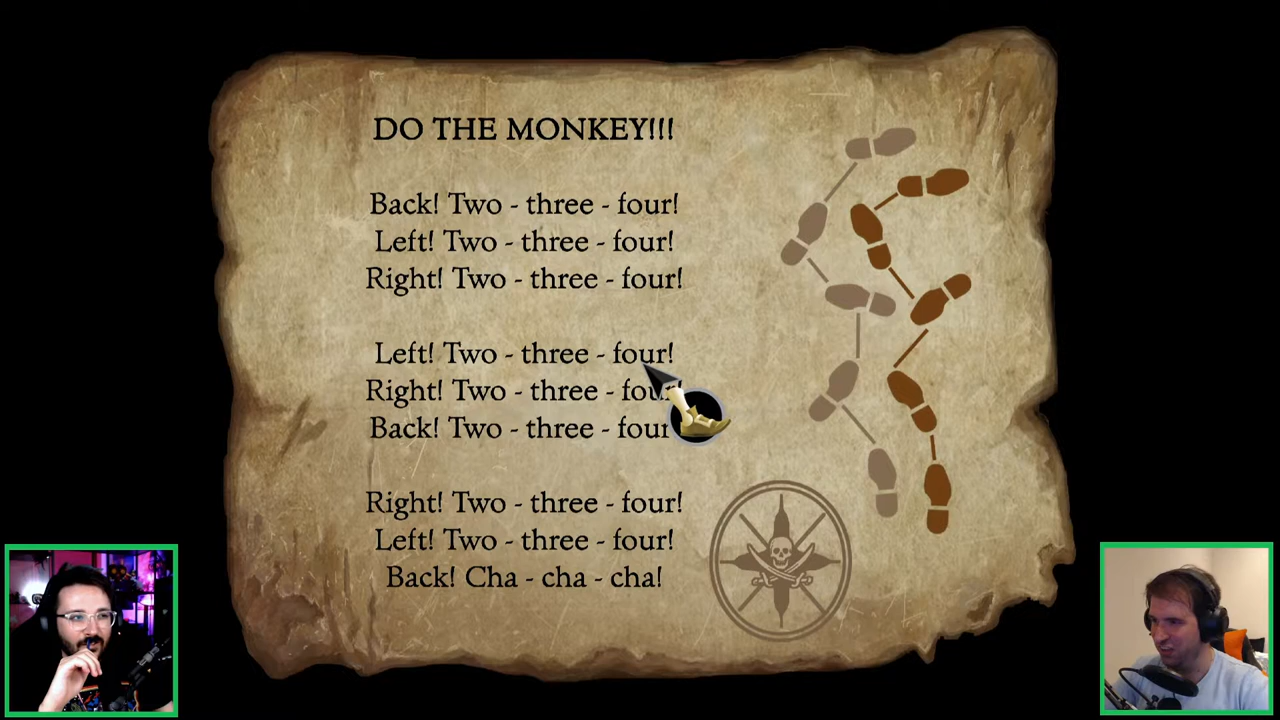 DO THE MONKEY!!!
Back! Two - three - four!
Left! Two - three - four!
Right! Two - three - four!
Left! Two - three - four!
Right! Two - three - four!
Back! Two - three - four
Right! Two - three - four!
Left! Two - three - four!
Back! Cha - cha - cha!